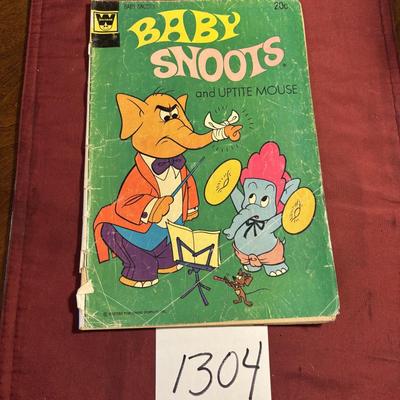 BABY SNOOTS
20¢
BABY
SNOOTS
and UPTITE MOUSE
1304